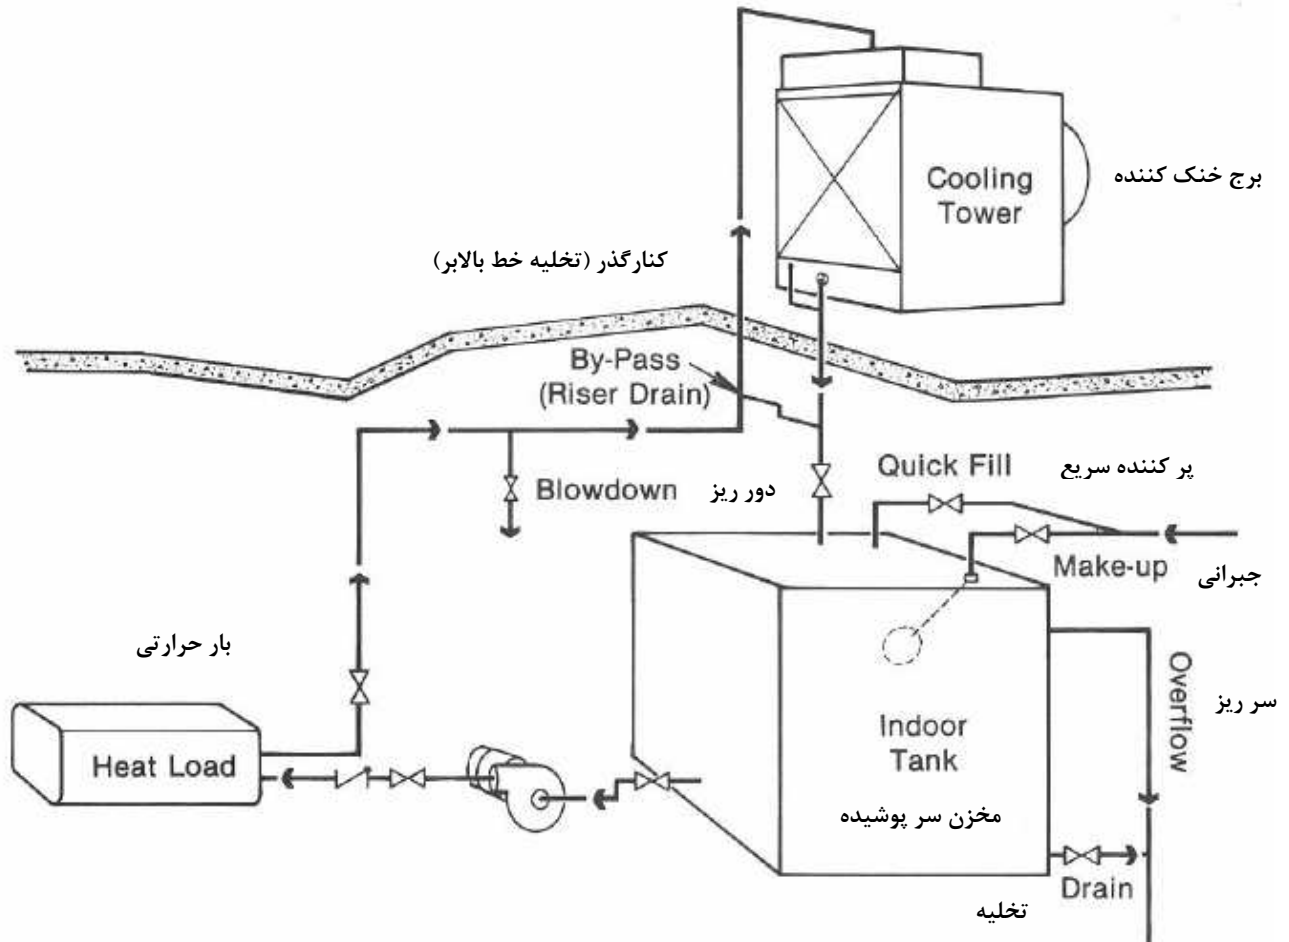 Cooling
Tower
برج خنک کننده
کنارگذر (تخلیه خط بالابر)
By-Pass
(Riser Drain)
Quick Fill
پر کننده سریع
Blowdown
دور ریز
Make-up
جبرانی
بار حرارتی
Overflow
سر ریز
Heat Load
Indoor
Tank
مخزن سر پوشیده
Drain
تخلیه